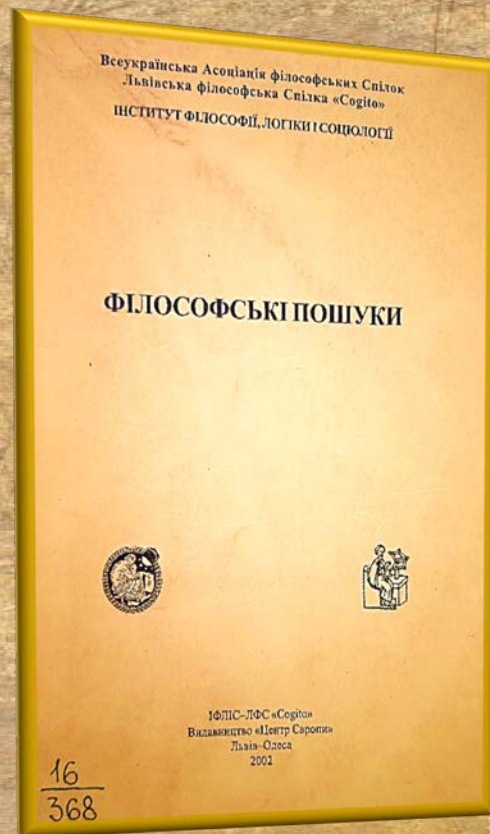 Всеукраїнська Асоціація філософських Спілок
Львівська філософська Спілка «Cogito»
ІНСТИТУТ ФІЛОСОФІЇ, ЛОГІКИ І СОЦІОЛОГІЇ
ФІЛОСОФСЬКІ ПОШУКИ
ІФЛІС–ЛФС «Cogito»
Видавництво «Центр Європи»
Львів–Одеса
2002
16
368